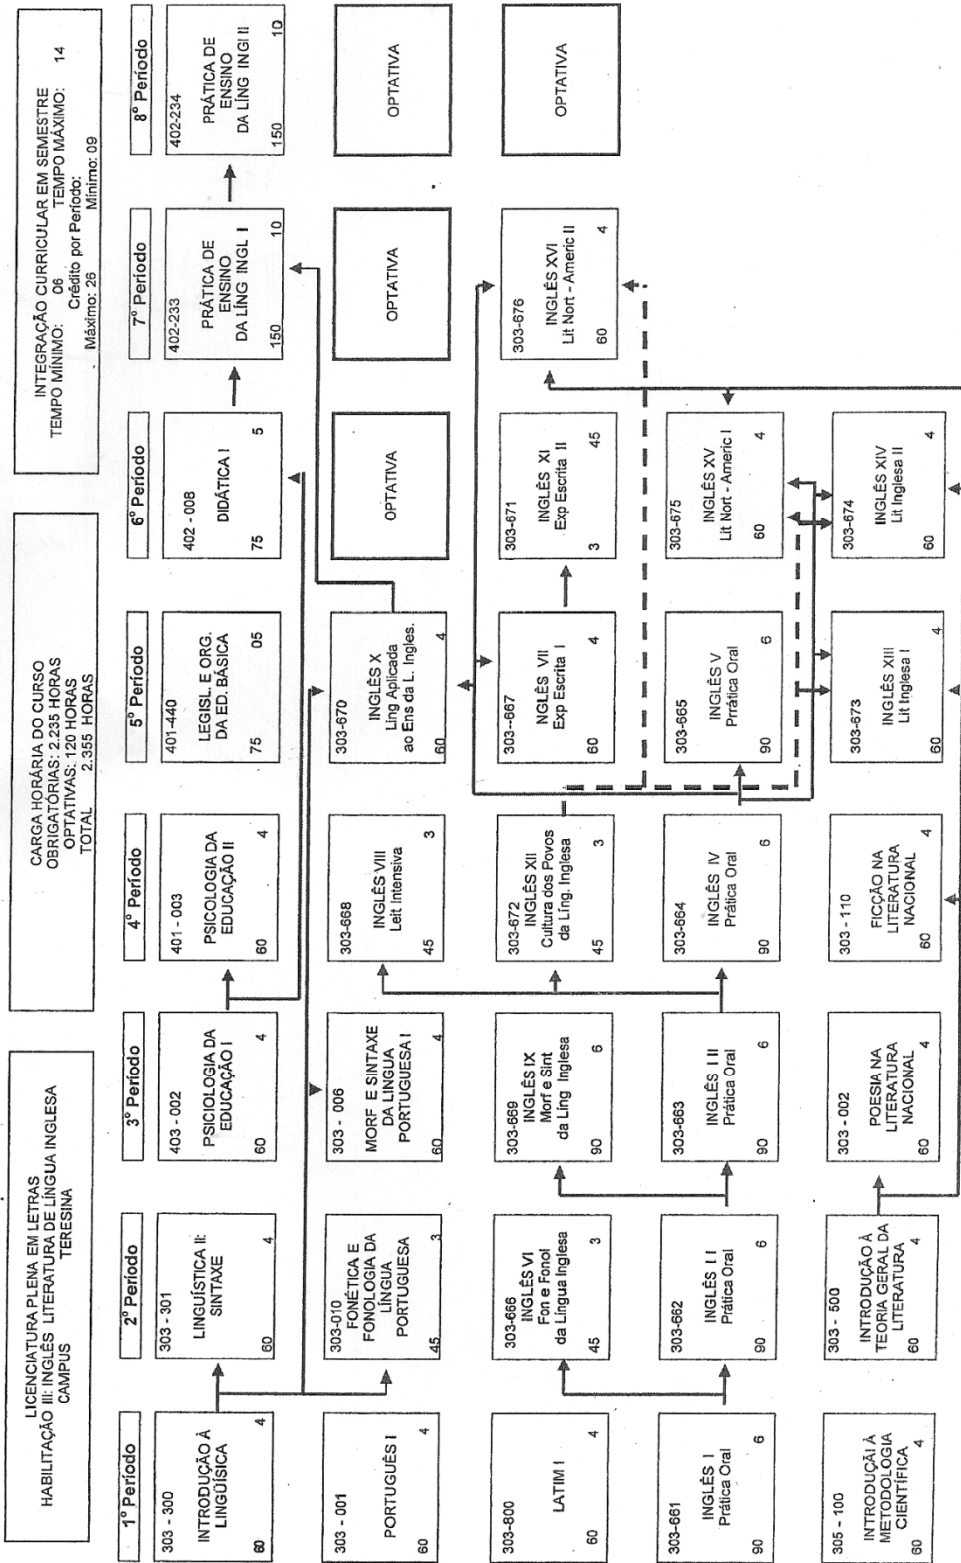 LICENCIATURA PLENA EM LETRAS
HABILITAÇÃO III: INGLÊS LITERATURA DE LÍNGUA INGLESA
CAMPUS TERESINA
CARGA HORÁRIA DO CURSO
OBRIGATÓRIAS: 2.235 HORAS
OPTATIVAS: 120 HORAS
TOTAL 2.355 HORAS
INTEGRAÇÃO CURRICULAR EM SEMESTRE
TEMPO MÍNIMO: 06 TEMPO MÁXIMO: 14
Crédito por Período:
Máximo: 26 Mínimo: 09
1º Período
303 - 300
INTRODUÇÃO À
LINGÜÍSICA
60 4
303 - 001
PORTUGUÊS I
60 4
303-800
LATIM I
60 4
303-661
INGLÊS I
Prática Oral
90 6
305 - 100
INTRODUÇÃI À
METODOLOGIA
CIENTÍFICA
60 4
2º Período
303 - 301
LINGUÍSTICA II:
SINTAXE
60 4
303-010
FONÉTICA E
FONOLOGIA DA
LÍNGUA
PORTUGUESA
45 3
303-666
INGLÊS VI
Fon e Fonol
da Língua Inglesa
45 3
303-662
INGLÊS I I
Prática Oral
90 6
303 - 500
INTRODUÇÃO À
TEORIA GERAL DA
LITERATURA
60 4
3º Período
403 - 002
PSICIOLOGIA DA
EDUCAÇÃO I
60 4
303 - 006
MORF E SINTAXE
DA LINGUA
PORTUGUESA I
60 4
303-669
INGLÊS IX
Morf e Sint
da Ling Inglesa
90 6
303-663
INGLÊS I II
Prática Oral
90 6
303 - 002
POESIA NA
LITERATURA
NACIONAL
60 4
4º Período
401 - 003
PSICOLOGIA DA
EDUCAÇÃO II
60 4
303-668
INGLÊS VIII
Leit Intensiva
45 3
303-672
INGLÊS XII
Cultura dos Povos
da Líng. Inglesa
45 3
303-664
INGLÊS IV
Prática Oral
90 6
303 - 110
FICÇÃO NA
LITERATURA
NACIONAL
60 4
5º Período
401-440
LEGISL. E ORG.
DA ED. BÁSICA
75 05
303-670
INGLÊS X
Ling Aplicada
ao Ens da L. Ingles.
60 4
303--667
NGLÊS VII
Exp Escrita I
60 4
303-665
INGLÊS V
Prrática Oral
90 6
303-673
INGLÊS XIII
Lit Inglesa I
60 4
6º Período
402 - 008
DIDÁTICA I
75 5
OPTATIVA
303-671
INGLÊS XI
Exp Escrita II
3 45
303-675
INGLÊS XV
Lit Nort - Americ I
60 4
303-674
INGLÊS XIV
Lit Inglesa II
60 4
7º Período
402-233
PRÁTICA DE
ENSINO
DA LÍNG INGL I
150 10
OPTATIVA
303-676
INGLÊS XVI
Lit Nort - Americ II
60 4
8º Período
402-234
PRÁTICA DE
ENSINO
DA LÍNG INGI II
150 10
OPTATIVA
OPTATIVA